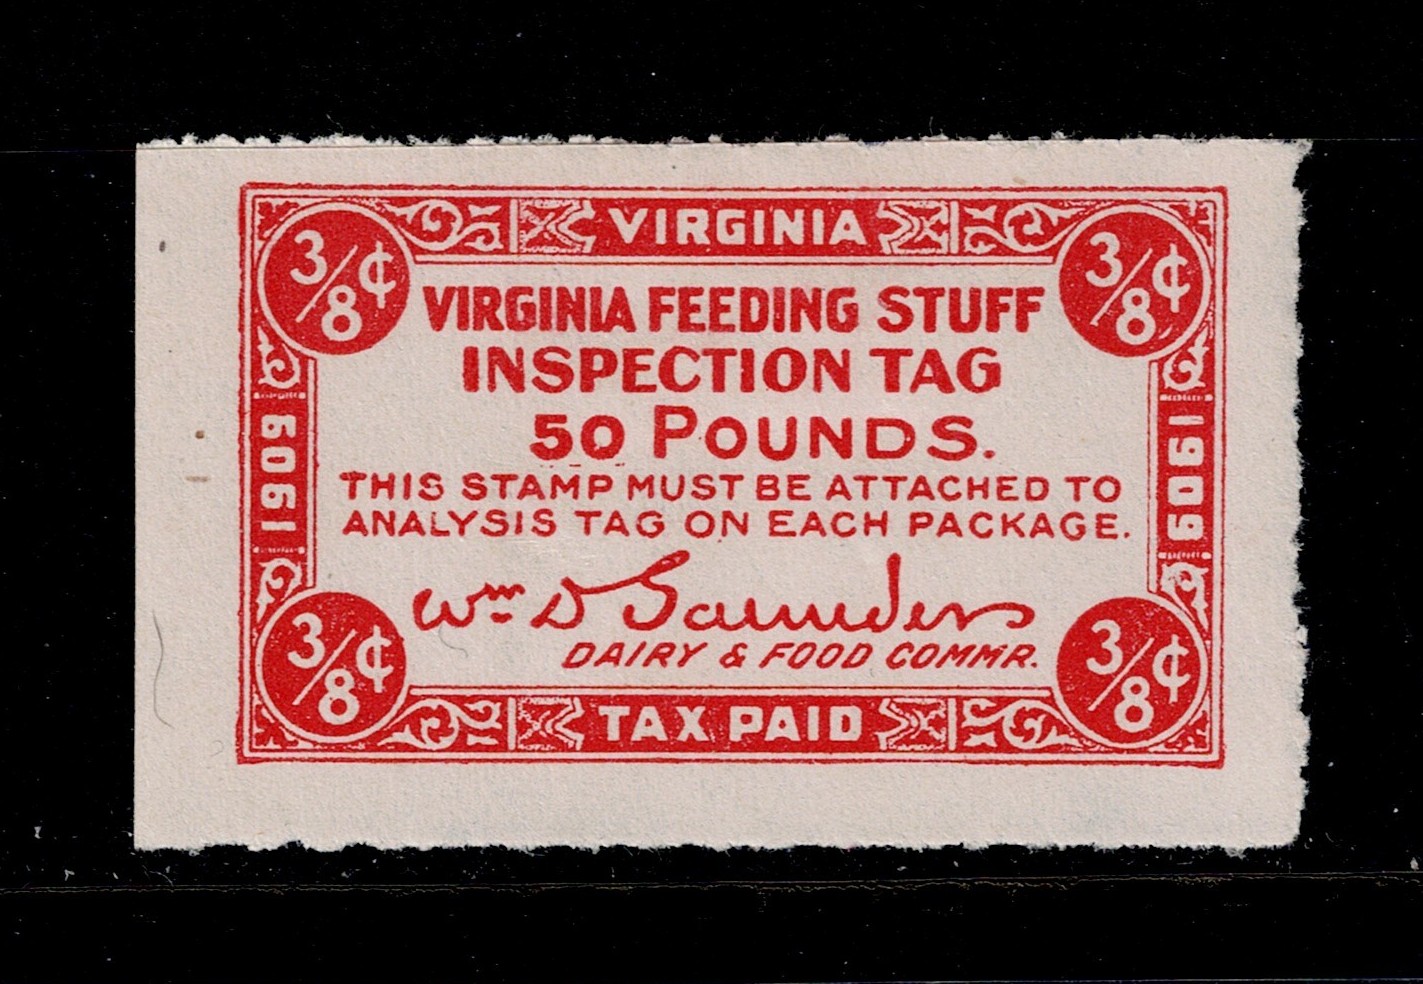 VIRGINIA
3/8¢
3/8¢
VIRGINIA FEEDING STUFF
INSPECTION TAG
50 POUNDS.
THIS STAMP MUST BE ATTACHED TO
ANALYSIS TAG ON EACH PACKAGE.
1909
1909
Wm D Saunders
DAIRY & FOOD COMMR.
3/8¢
3/8¢
TAX PAID